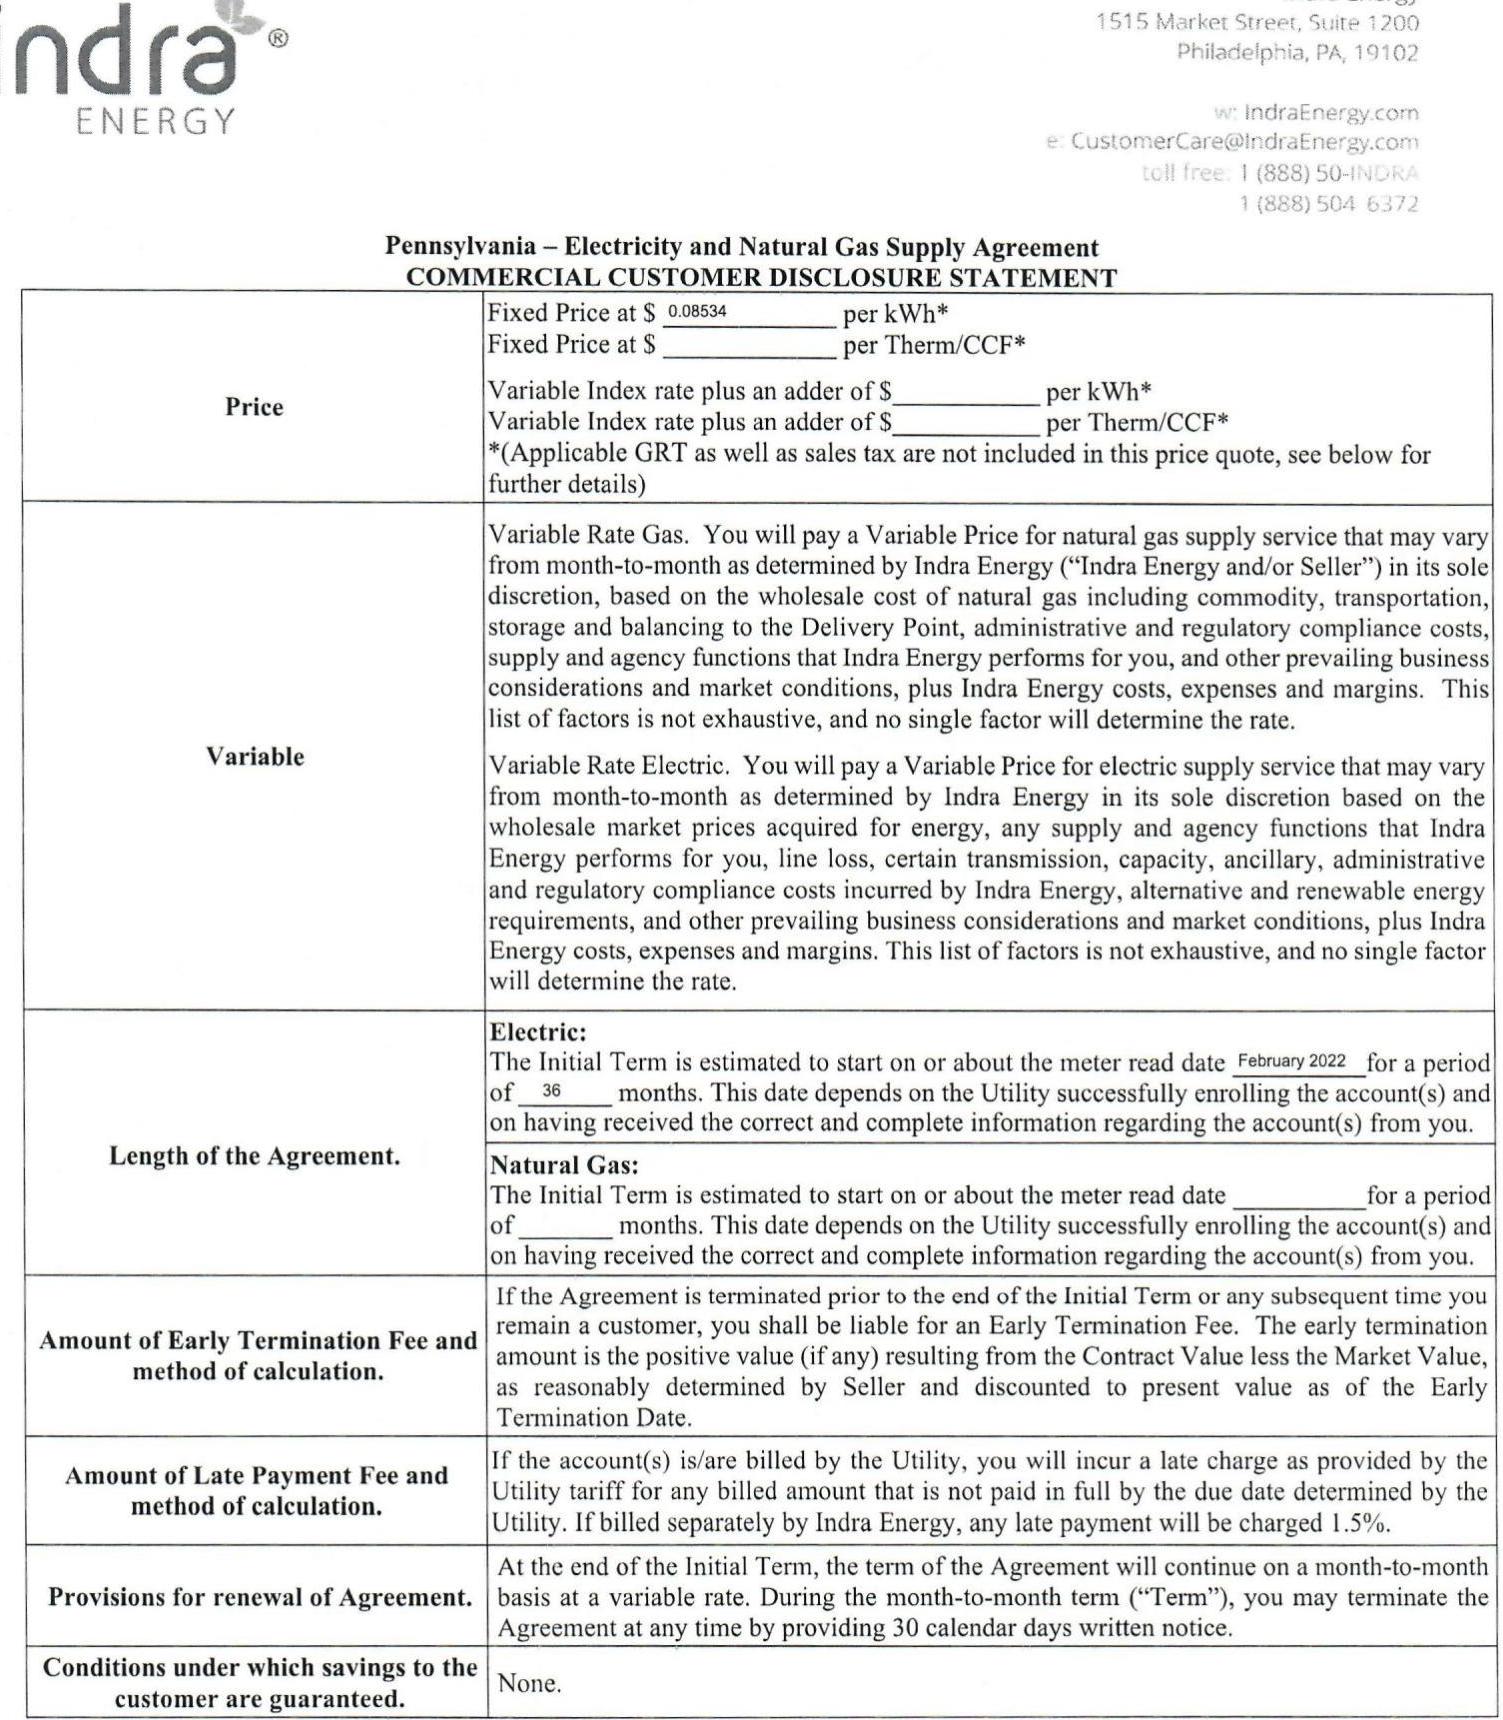 indra®
ENERGY
1515 Market Street, Suite 1200
Philadelphia, PA, 19102
w: IndraEnergy.com
e: CustomerCare@IndraEnergy.com
toll free: 1 (888) 50-INDRA
1 (888) 504 6372
Pennsylvania – Electricity and Natural Gas Supply Agreement
COMMERCIAL CUSTOMER DISCLOSURE STATEMENT
Price
Fixed Price at $ 0.08534 per kWh*
Fixed Price at $ ____________ per Therm/CCF*
Variable Index rate plus an adder of $__________ per kWh*
Variable Index rate plus an adder of $__________ per Therm/CCF*
*(Applicable GRT as well as sales tax are not included in this price quote, see below for
further details)
Variable
Variable Rate Gas. You will pay a Variable Price for natural gas supply service that may vary
from month-to-month as determined by Indra Energy (“Indra Energy and/or Seller”) in its sole
discretion, based on the wholesale cost of natural gas including commodity, transportation,
storage and balancing to the Delivery Point, administrative and regulatory compliance costs,
supply and agency functions that Indra Energy performs for you, and other prevailing business
considerations and market conditions, plus Indra Energy costs, expenses and margins. This
list of factors is not exhaustive, and no single factor will determine the rate.
Variable Rate Electric. You will pay a Variable Price for electric supply service that may vary
from month-to-month as determined by Indra Energy in its sole discretion based on the
wholesale market prices acquired for energy, any supply and agency functions that Indra
Energy performs for you, line loss, certain transmission, capacity, ancillary, administrative
and regulatory compliance costs incurred by Indra Energy, alternative and renewable energy
requirements, and other prevailing business considerations and market conditions, plus Indra
Energy costs, expenses and margins. This list of factors is not exhaustive, and no single factor
will determine the rate.
Length of the Agreement.
Electric:
The Initial Term is estimated to start on or about the meter read date February 2022 for a period
of 36 months. This date depends on the Utility successfully enrolling the account(s) and
on having received the correct and complete information regarding the account(s) from you.
Natural Gas:
The Initial Term is estimated to start on or about the meter read date _________ for a period
of ______ months. This date depends on the Utility successfully enrolling the account(s) and
on having received the correct and complete information regarding the account(s) from you.
Amount of Early Termination Fee and
method of calculation.
If the Agreement is terminated prior to the end of the Initial Term or any subsequent time you
remain a customer, you shall be liable for an Early Termination Fee. The early termination
amount is the positive value (if any) resulting from the Contract Value less the Market Value,
as reasonably determined by Seller and discounted to present value as of the Early
Termination Date.
Amount of Late Payment Fee and
method of calculation.
If the account(s) is/are billed by the Utility, you will incur a late charge as provided by the
Utility tariff for any billed amount that is not paid in full by the due date determined by the
Utility. If billed separately by Indra Energy, any late payment will be charged 1.5%.
Provisions for renewal of Agreement.
At the end of the Initial Term, the term of the Agreement will continue on a month-to-month
basis at a variable rate. During the month-to-month term (“Term”), you may terminate the
Agreement at any time by providing 30 calendar days written notice.
Conditions under which savings to the
customer are guaranteed.
None.